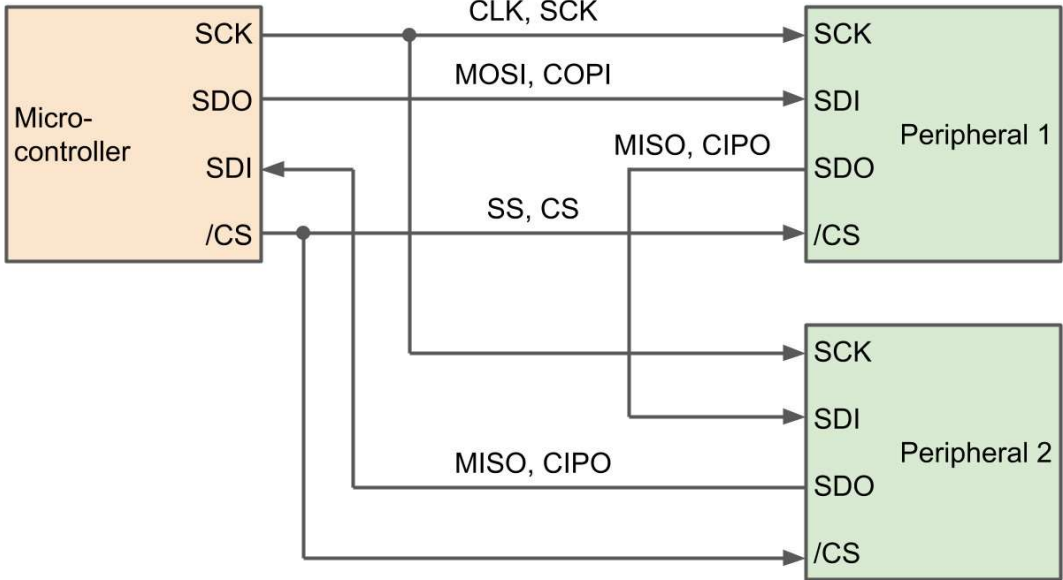 CLK, SCK
SCK
SCK
MOSI, COPI
SDO
SDI
Micro-
controller
Peripheral 1
MISO, CIPO
SDI
SDO
SS, CS
/CS
/CS
SCK
SDI
Peripheral 2
MISO, CIPO
SDO
/CS